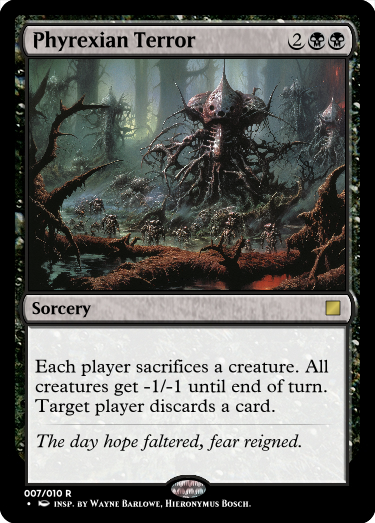 Phyrexian Terror 2
Sorcery
Each player sacrifices a creature. All
creatures get -1/-1 until end of turn.
Target player discards a card.
The day hope faltered, fear reigned.
007/010 R
• INSP. BY WAYNE BARLOWE, HIERONYMUS BOSCH.